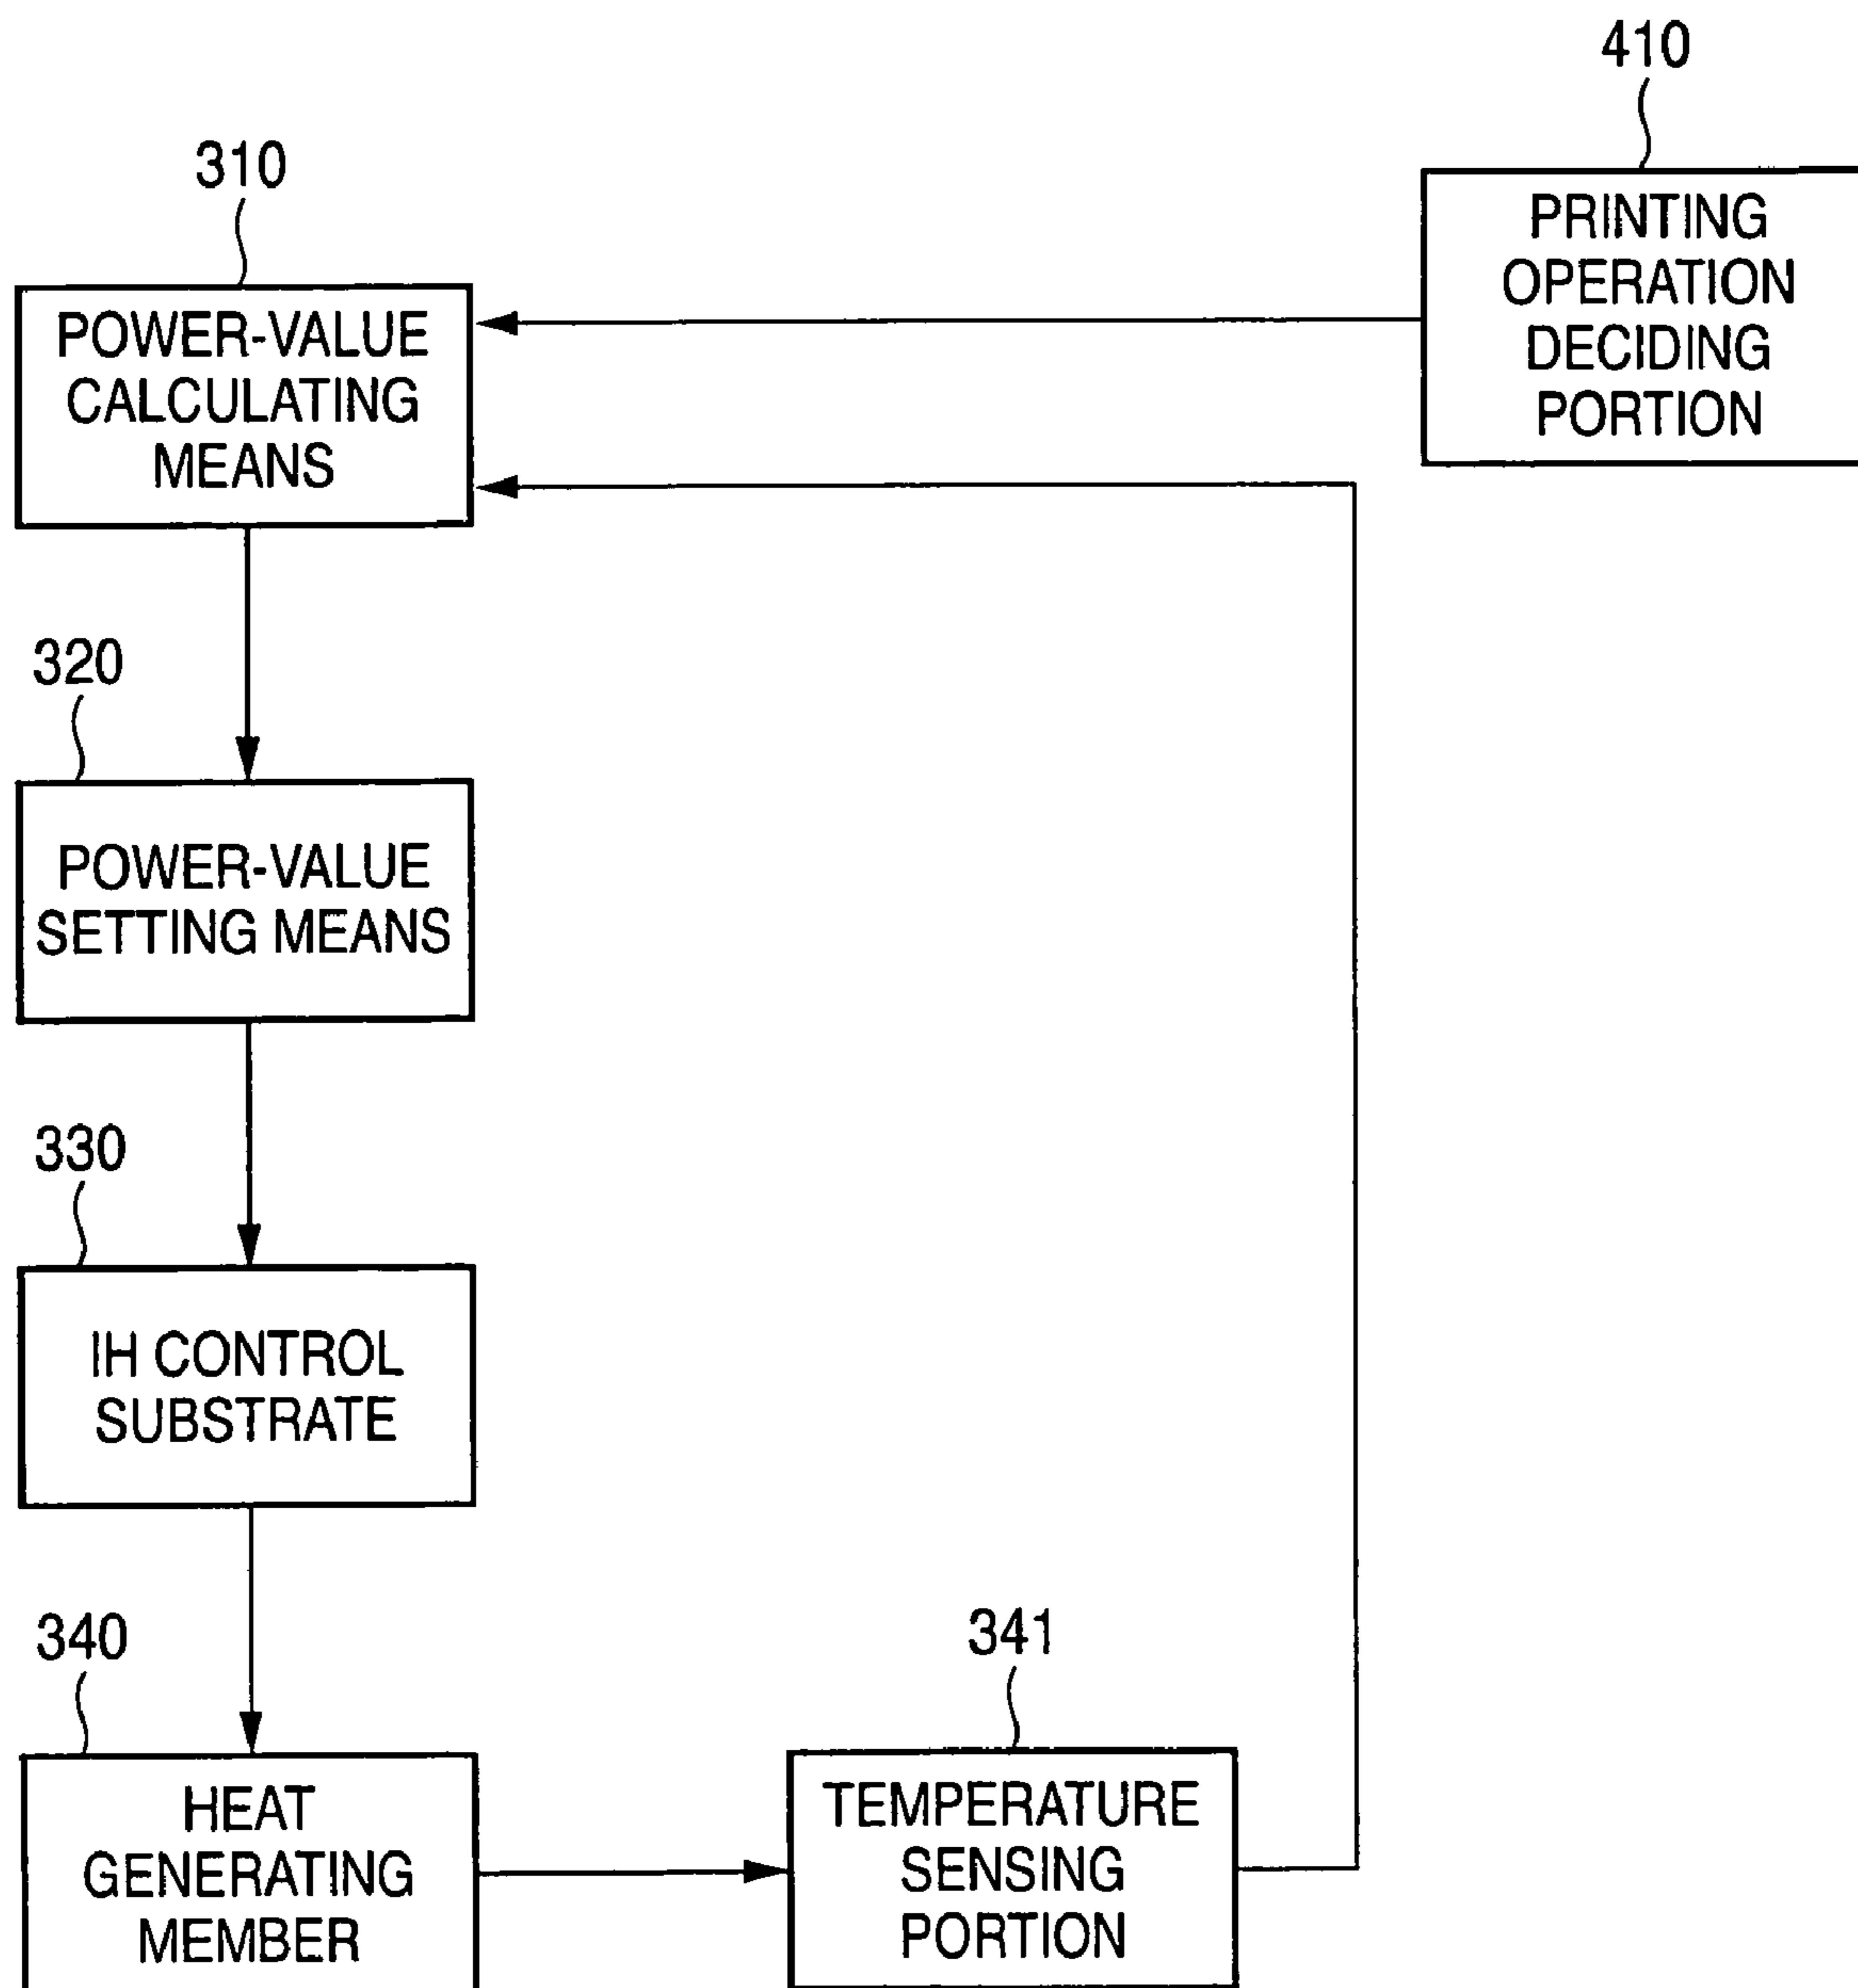 410
PRINTING
OPERATION
DECIDING
PORTION
310
POWER-VALUE
CALCULATING
MEANS
320
POWER-VALUE
SETTING MEANS
330
IH CONTROL
SUBSTRATE
340
HEAT
GENERATING
MEMBER
341
TEMPERATURE
SENSING
PORTION